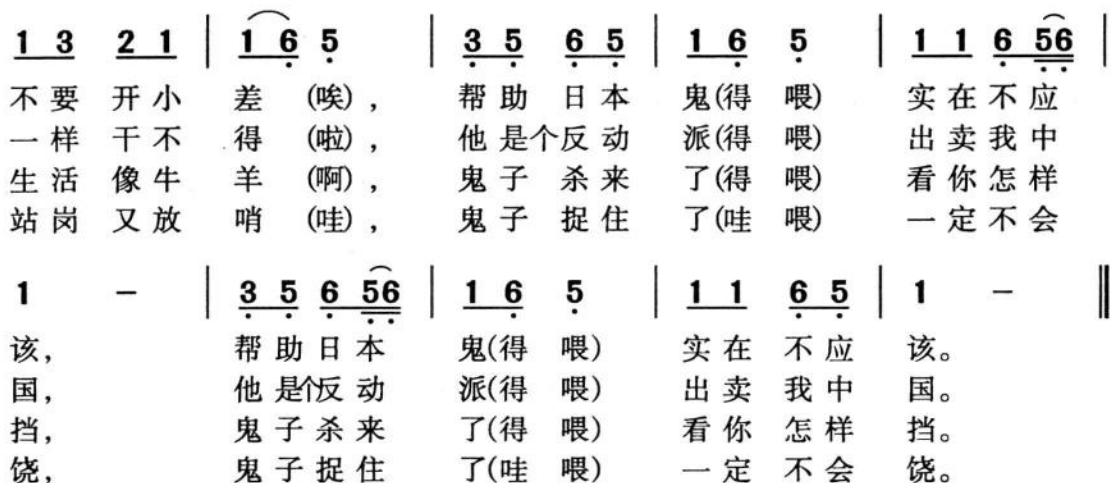 1 3 2 1 | 1 6 5 | 3 5 6 5 | 1 6 5 | 1 1 6 56 |
不要 开小 差 (唉)， 帮助 日本 鬼(得 喂) 实在不应
一样 干不 得 (啦)， 他是个反动 派(得 喂) 出卖我中
生活 像牛 羊 (啊)， 鬼子 杀来 了(得 喂) 看你怎样
站岗 又放 哨 (哇)， 鬼子 捉住 了(哇 喂) 一定不会
1 － | 3 5 6 56 | 1 6 5 | 1 1 6 5 | 1 － ‖
该， 帮助日本 鬼(得 喂) 实在 不应 该。
国， 他是个反动 派(得 喂) 出卖 我中 国。
挡， 鬼子杀来 了(得 喂) 看你 怎样 挡。
饶， 鬼子捉住 了(哇 喂) 一定 不会 饶。